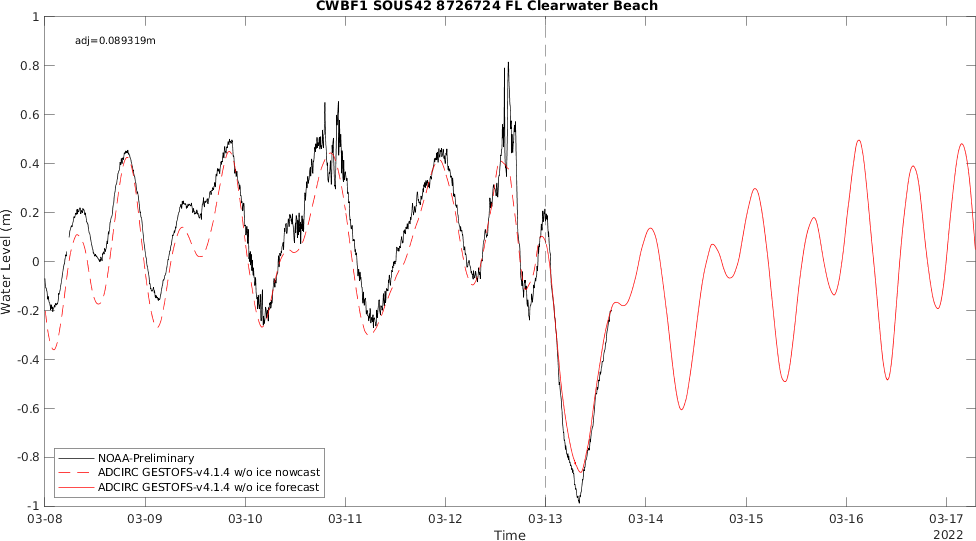 CWBF1 SOUS42 8726724 FL Clearwater Beach
adj=0.089319m
1
0.8
0.6
0.4
0.2
0
-0.2
-0.4
-0.6
-0.8
-1
Water Level (m)
NOAA-Preliminary
ADCIRC GESTOFS-v4.1.4 w/o ice nowcast
ADCIRC GESTOFS-v4.1.4 w/o ice forecast
03-08 03-09 03-10 03-11 03-12 03-13 03-14 03-15 03-16 03-17
Time 2022